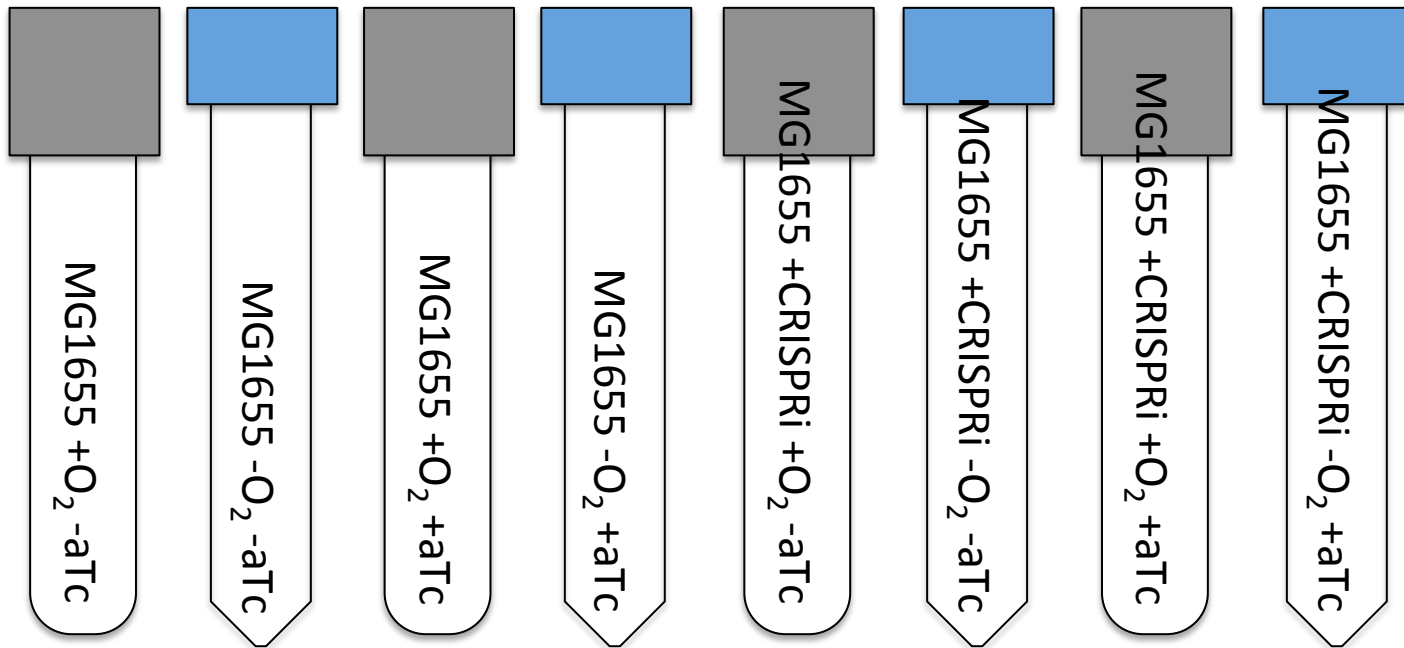 MG1655 +O₂ -aTc
MG1655 -O₂ -aTc
MG1655 +O₂ +aTc
MG1655 -O₂ +aTc
MG1655 +CRISPRi +O₂ -aTc
MG1655 +CRISPRi -O₂ -aTc
MG1655 +CRISPRi +O₂ +aTc
MG1655 +CRISPRi -O₂ +aTc